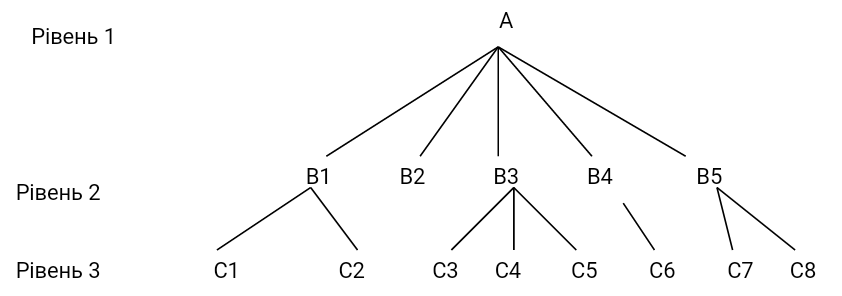 A
Рівень 1
B1 B2 B3 B4 B5
Рівень 2
Рівень 3 C1 C2 C3 C4 C5 C6 C7 C8